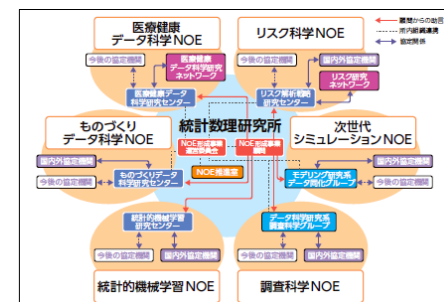 医療健康
データ科学NOE
リスク科学NOE
顧問からの助言
所内組織連携
協定関係
今後の協定機関
医療健康
データ科学研究
ネットワーク
今後の協定機関
国内外協定機関
リスク研究
ネットワーク
医療健康データ
科学研究センター
リスク解析戦略
研究センター
統計数理研究所
ものづくり
データ科学NOE
次世代
シミュレーションNOE
NOE形成事業
運営委員会
NOE形成事業
顧問
NOE推進室
国内外協定機関
今後の協定機関
ものづくりデータ
科学研究センター
モデリング研究系
データ同化グループ
国内外協定機関
今後の協定機関
統計的機械学習
研究センター
データ科学研究系
調査科学グループ
今後の協定機関
国内外協定機関
今後の協定機関
国内外協定機関
統計的機械学習NOE
調査科学NOE